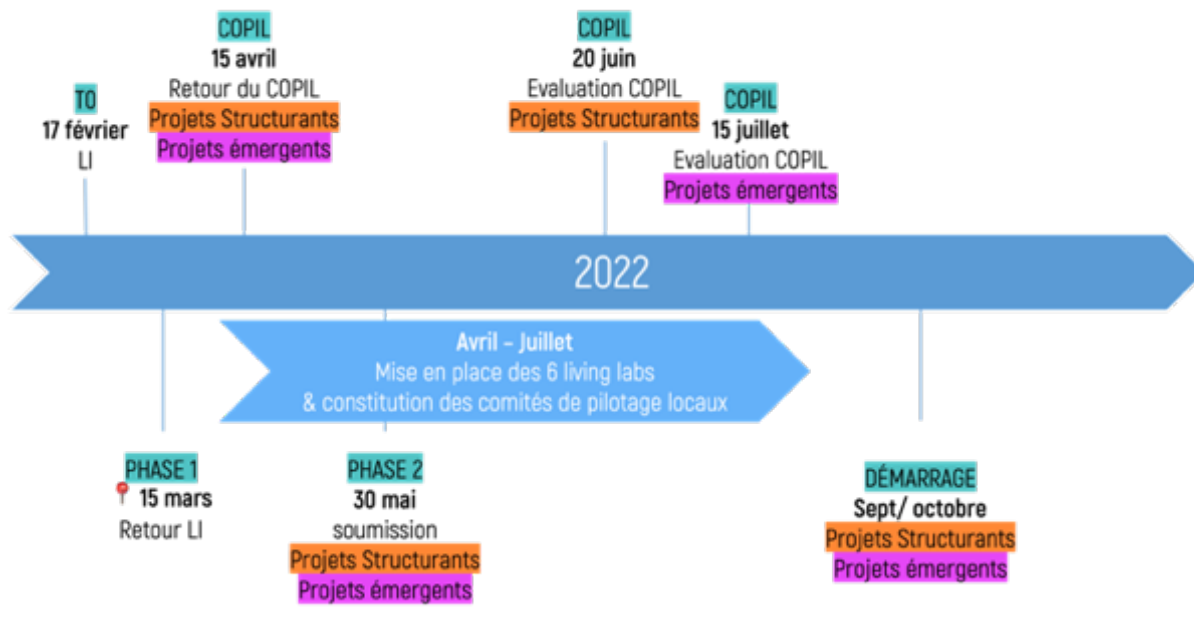 TO
17 février
LI
COPIL
15 avril
Retour du COPIL
Projets Structurants
Projets émergents
COPIL
20 juin
Evaluation COPIL
Projets Structurants
COPIL
15 juillet
Evaluation COPIL
Projets émergents
2022
Avril – Juillet
Mise en place des 6 living labs
& constitution des comités de pilotage locaux
PHASE 1
15 mars
Retour LI
PHASE 2
30 mai
soumission
Projets Structurants
Projets émergents
DÉMARRAGE
Sept/ octobre
Projets Structurants
Projets émergents